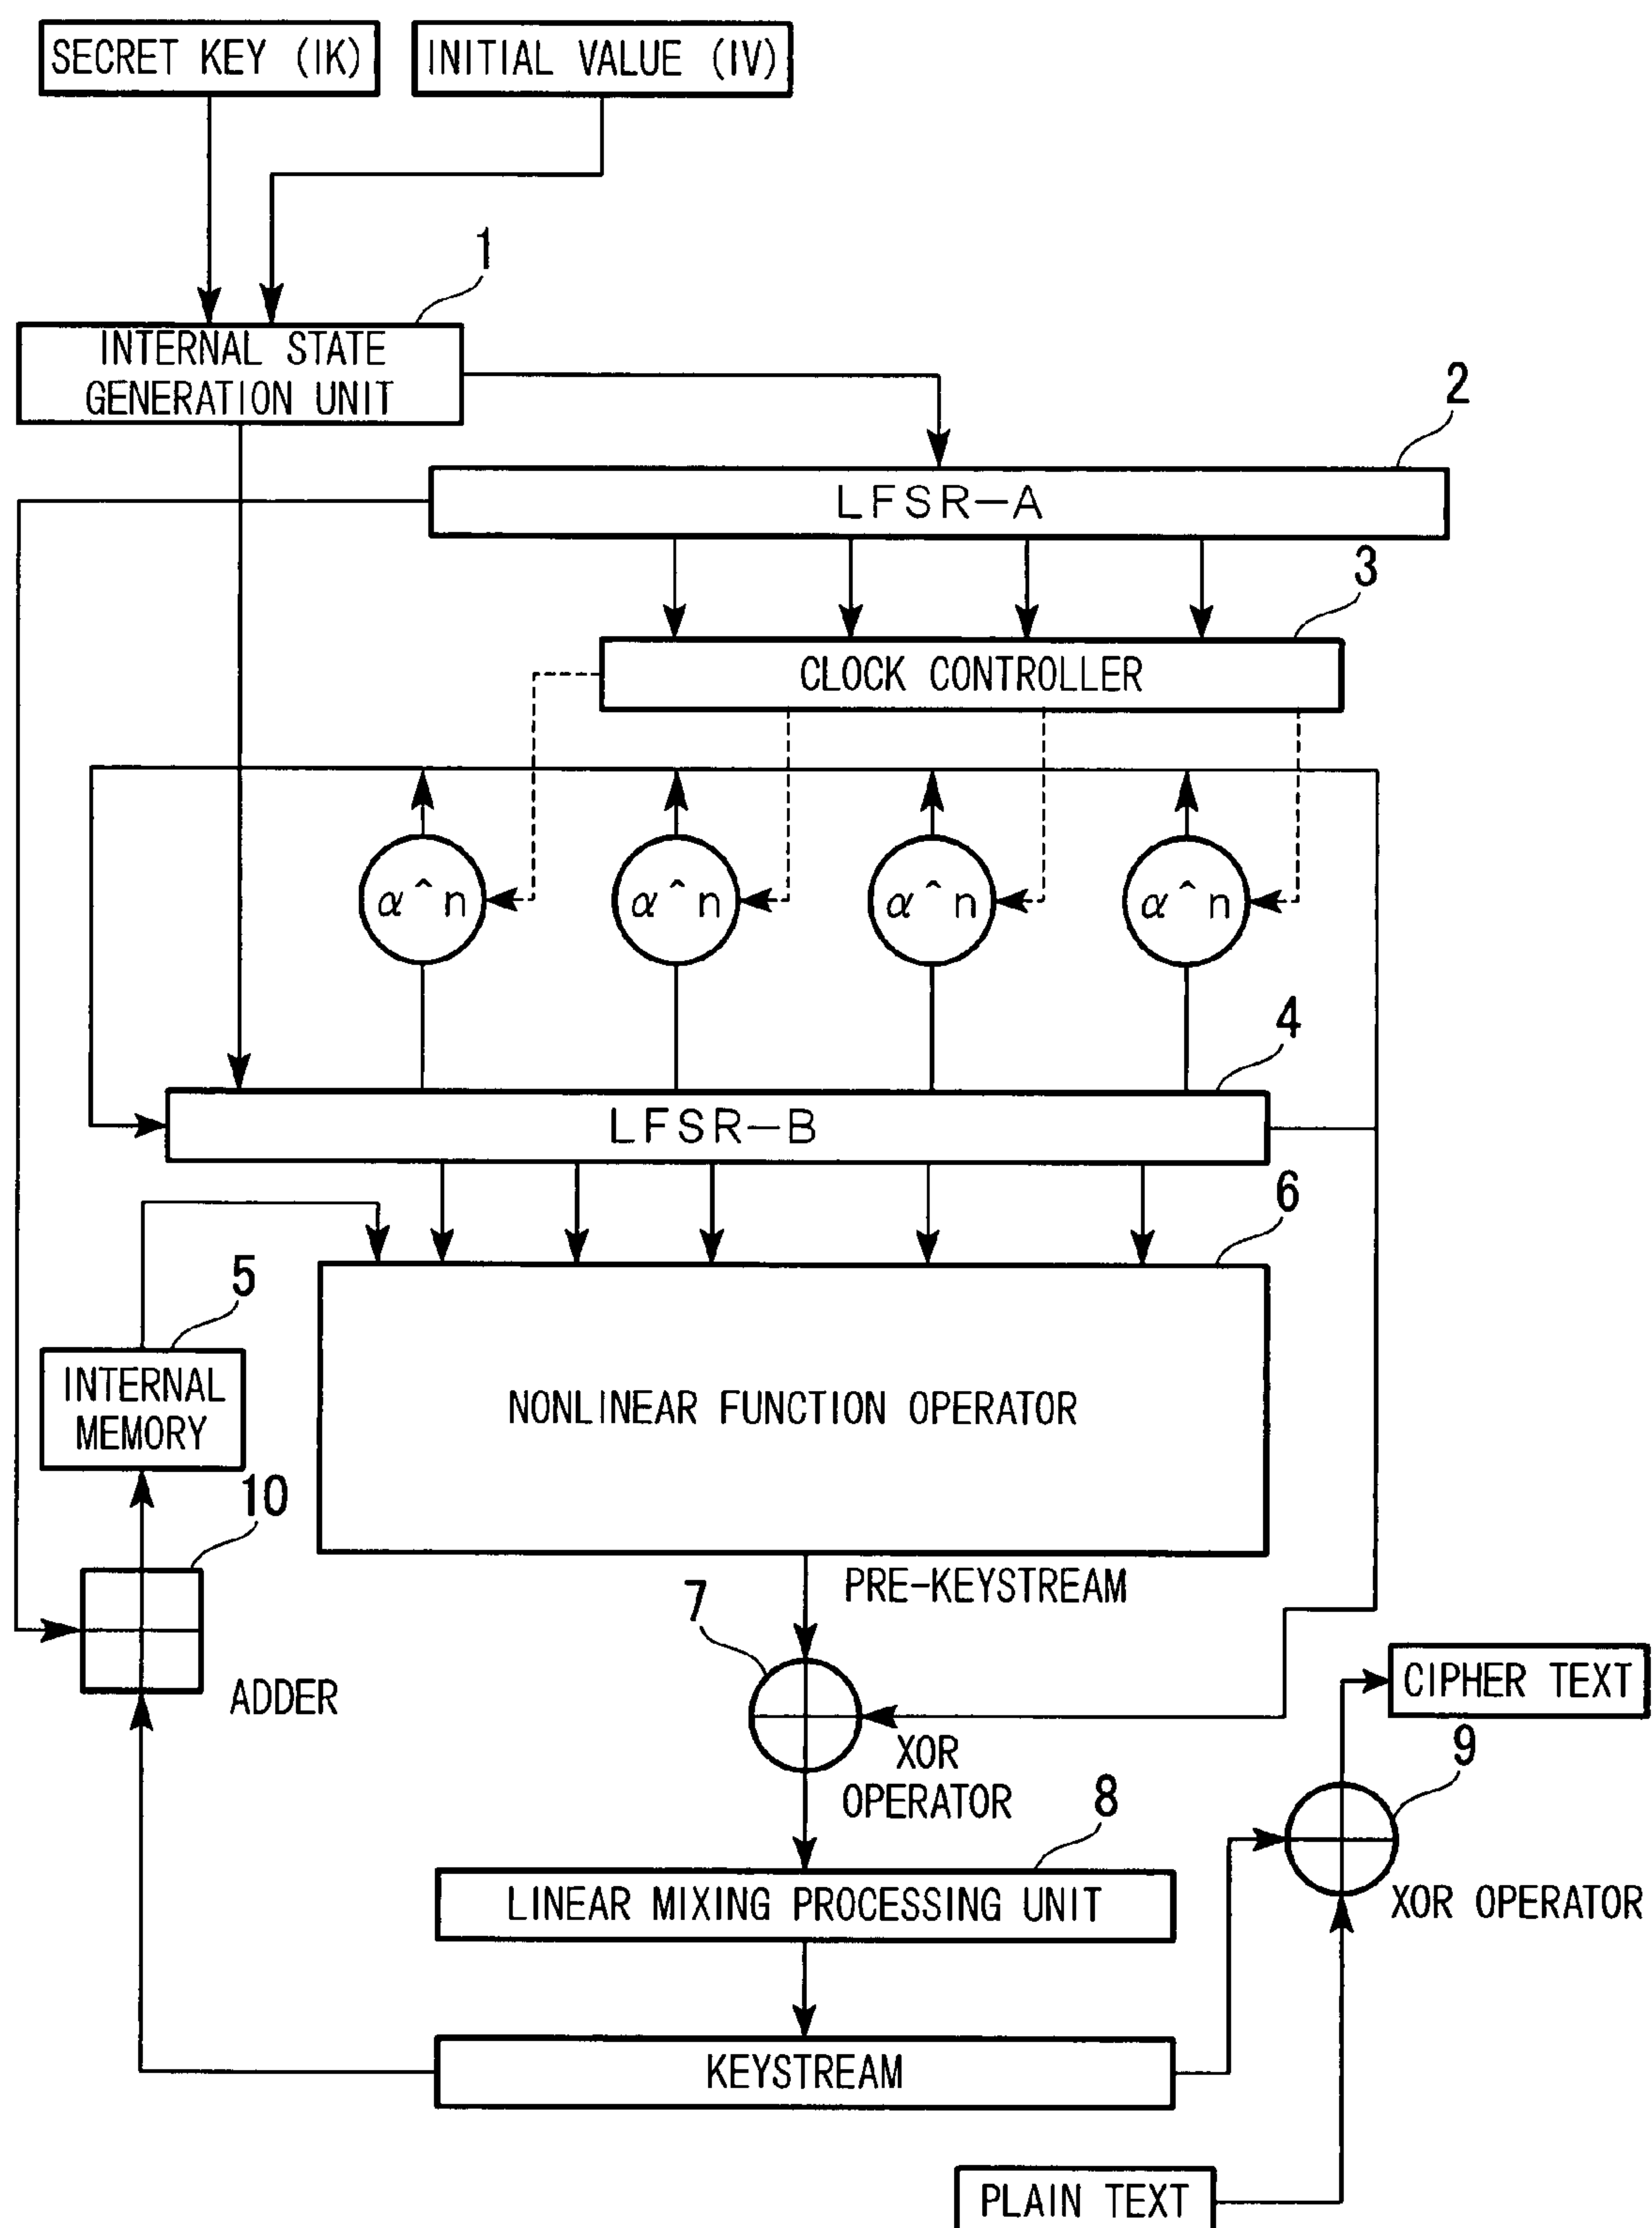 SECRET KEY (IK)
INITIAL VALUE (IV)
1
INTERNAL STATE
GENERATION UNIT
2
LFSR-A
3
CLOCK CONTROLLER
α^n
α^n
α^n
α^n
4
LFSR-B
6
5
INTERNAL
MEMORY
NONLINEAR FUNCTION OPERATOR
10
PRE-KEYSTREAM
7
ADDER
CIPHER TEXT
XOR
OPERATOR
9
8
LINEAR MIXING PROCESSING UNIT
XOR OPERATOR
KEYSTREAM
PLAIN TEXT